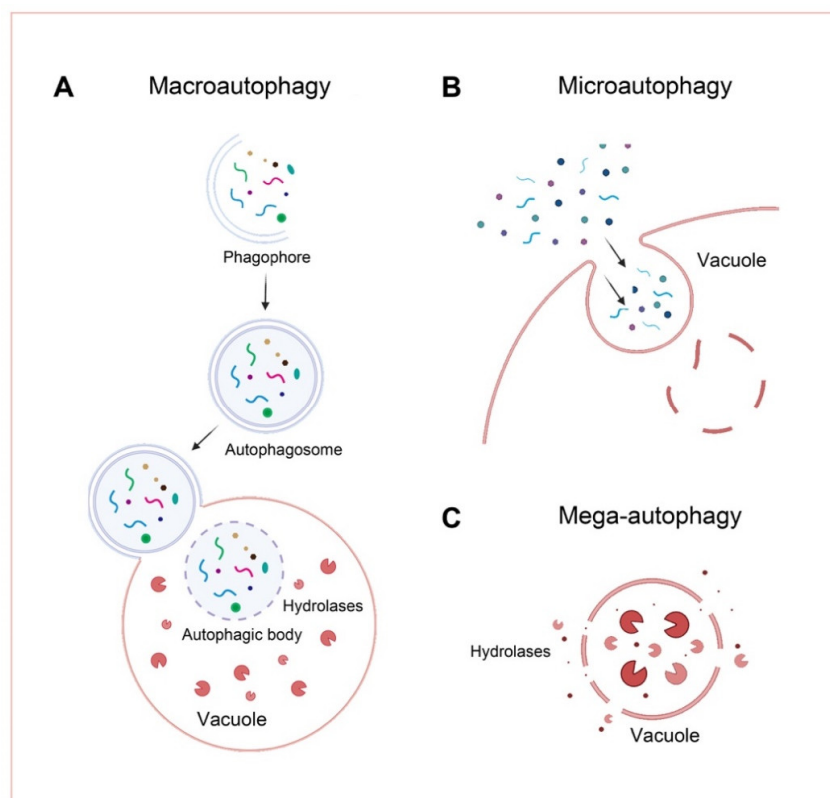 A Macroautophagy
Phagophore
Autophagosome
Hydrolases
Autophagic body
Vacuole
B Microautophagy
Vacuole
C Mega-autophagy
Hydrolases
Vacuole